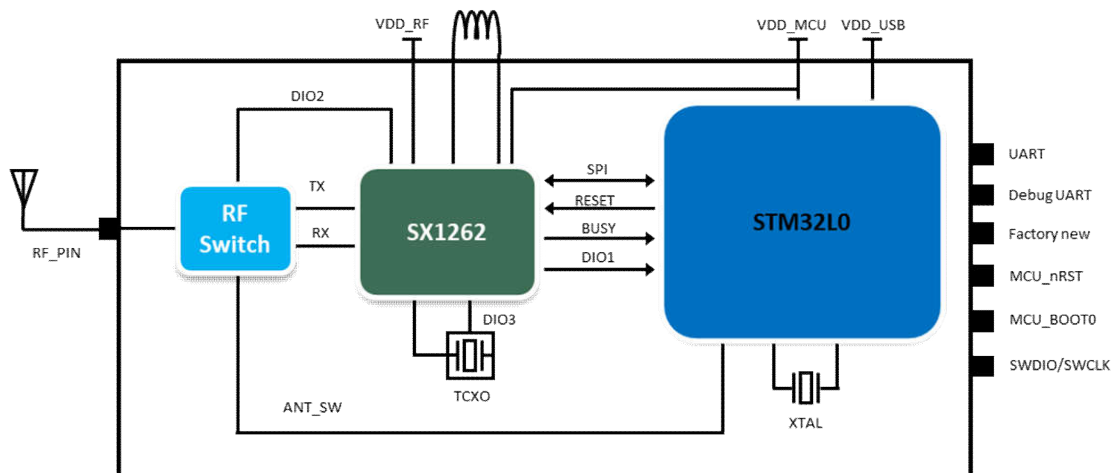 VDD_RF
VDD_MCU
VDD_USB
DIO2
RF_PIN
RF
Switch
TX
RX
SX1262
SPI
RESET
BUSY
DIO1
STM32L0
UART
Debug UART
Factory new
MCU_nRST
MCU_BOOT0
SWDIO/SWCLK
DIO3
TCXO
ANT_SW
XTAL